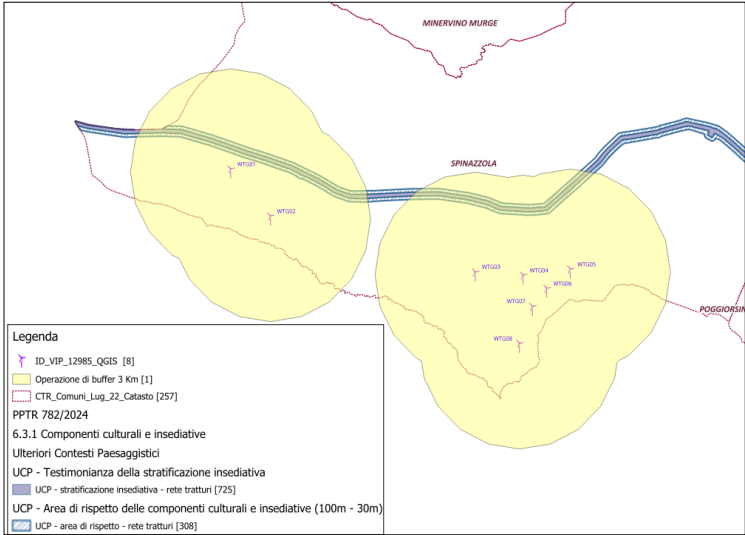 MINERVINO MURGE
SPINAZZOLA
WTG01
WTG02
WTG03
WTG04
WTG05
WTG06
WTG07
WTG08
POGGIORSIN
Legenda
ID_VIP_12985_QGIS [8]
Operazione di buffer 3 Km [1]
CTR_Comuni_Lug_22_Catasto [257]
PPTR 782/2024
6.3.1 Componenti culturali e insediative
Ulteriori Contesti Paesaggistici
UCP - Testimonianza della stratificazione insediativa
UCP - stratificazione insediativa - rete tratturi [725]
UCP - Area di rispetto delle componenti culturali e insediative (100m - 30m)
UCP - area di rispetto - rete tratturi [308]